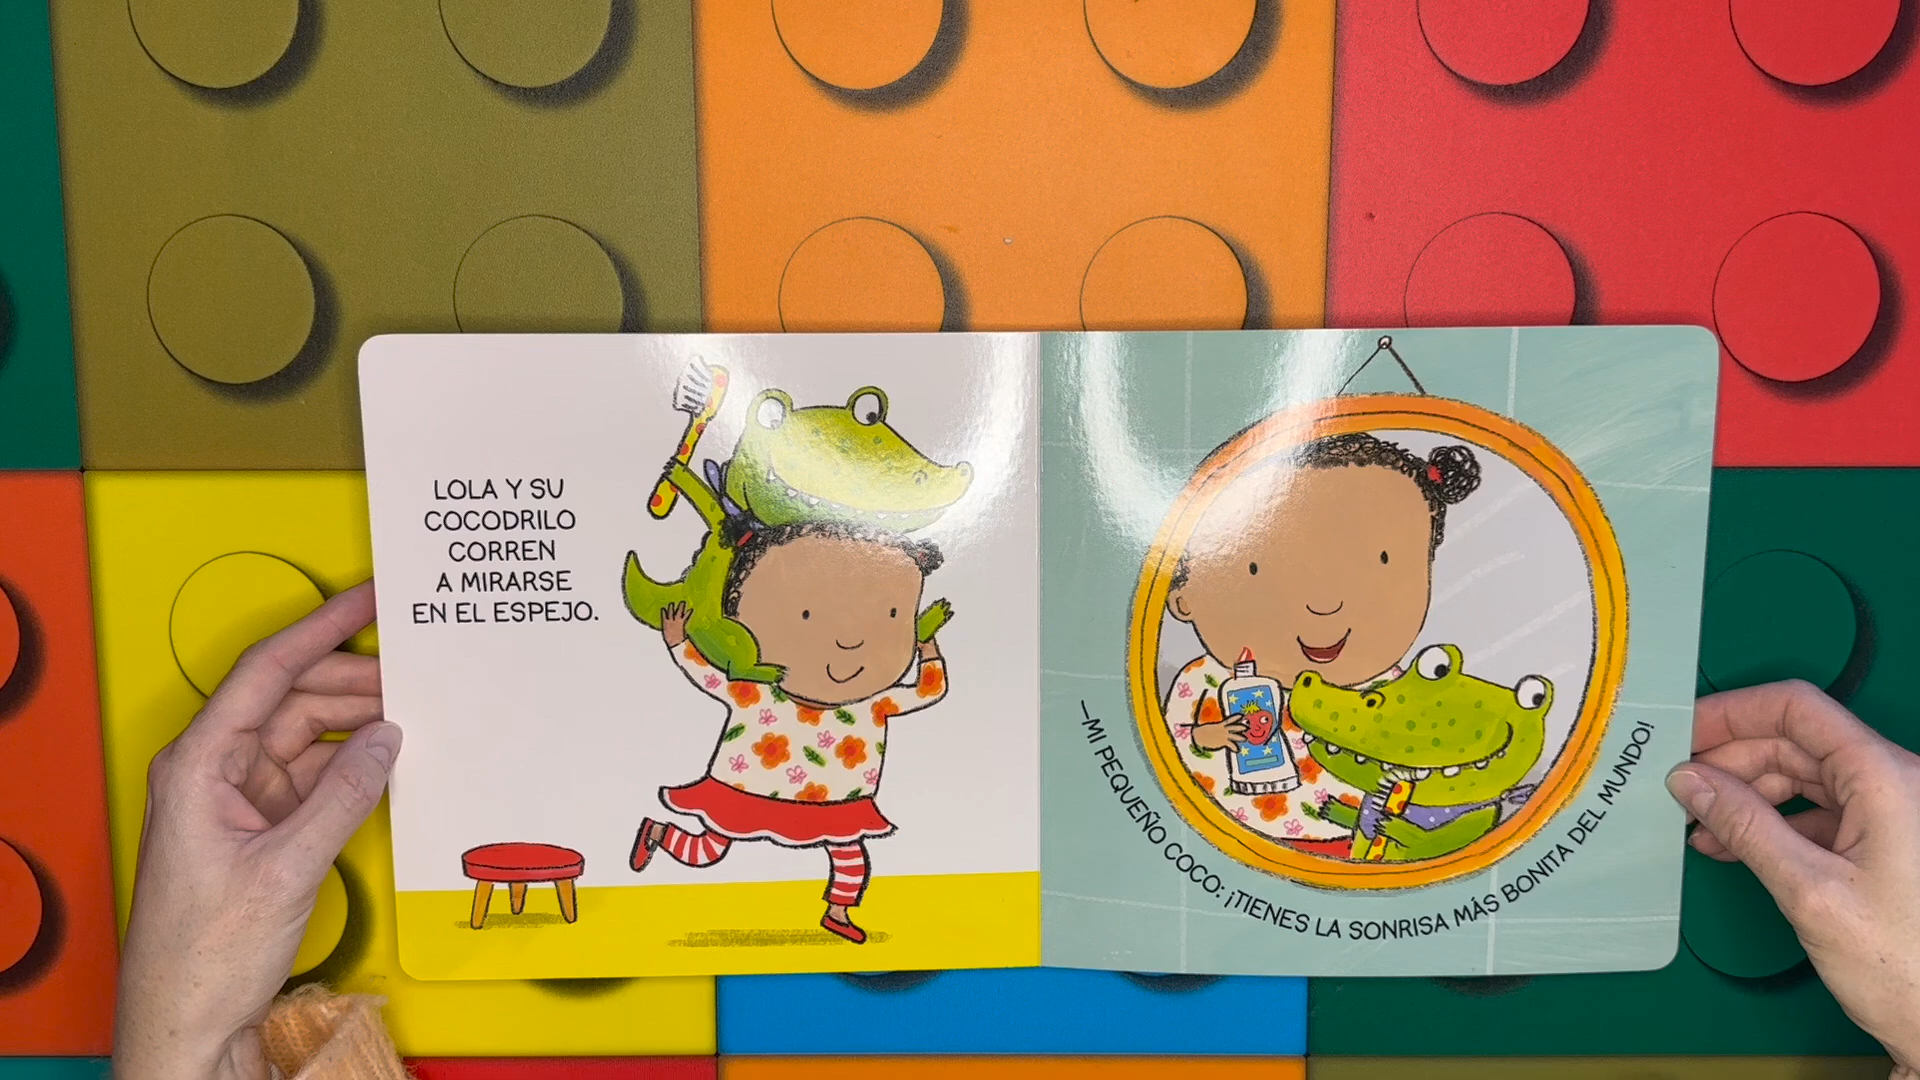 LOLA Y SU
COCODRILO
CORREN
A MIRARSE
EN EL ESPEJO.
—MI PEQUEÑO COCO: ¡TIENES LA SONRISA MÁS BONITA DEL MUNDO!